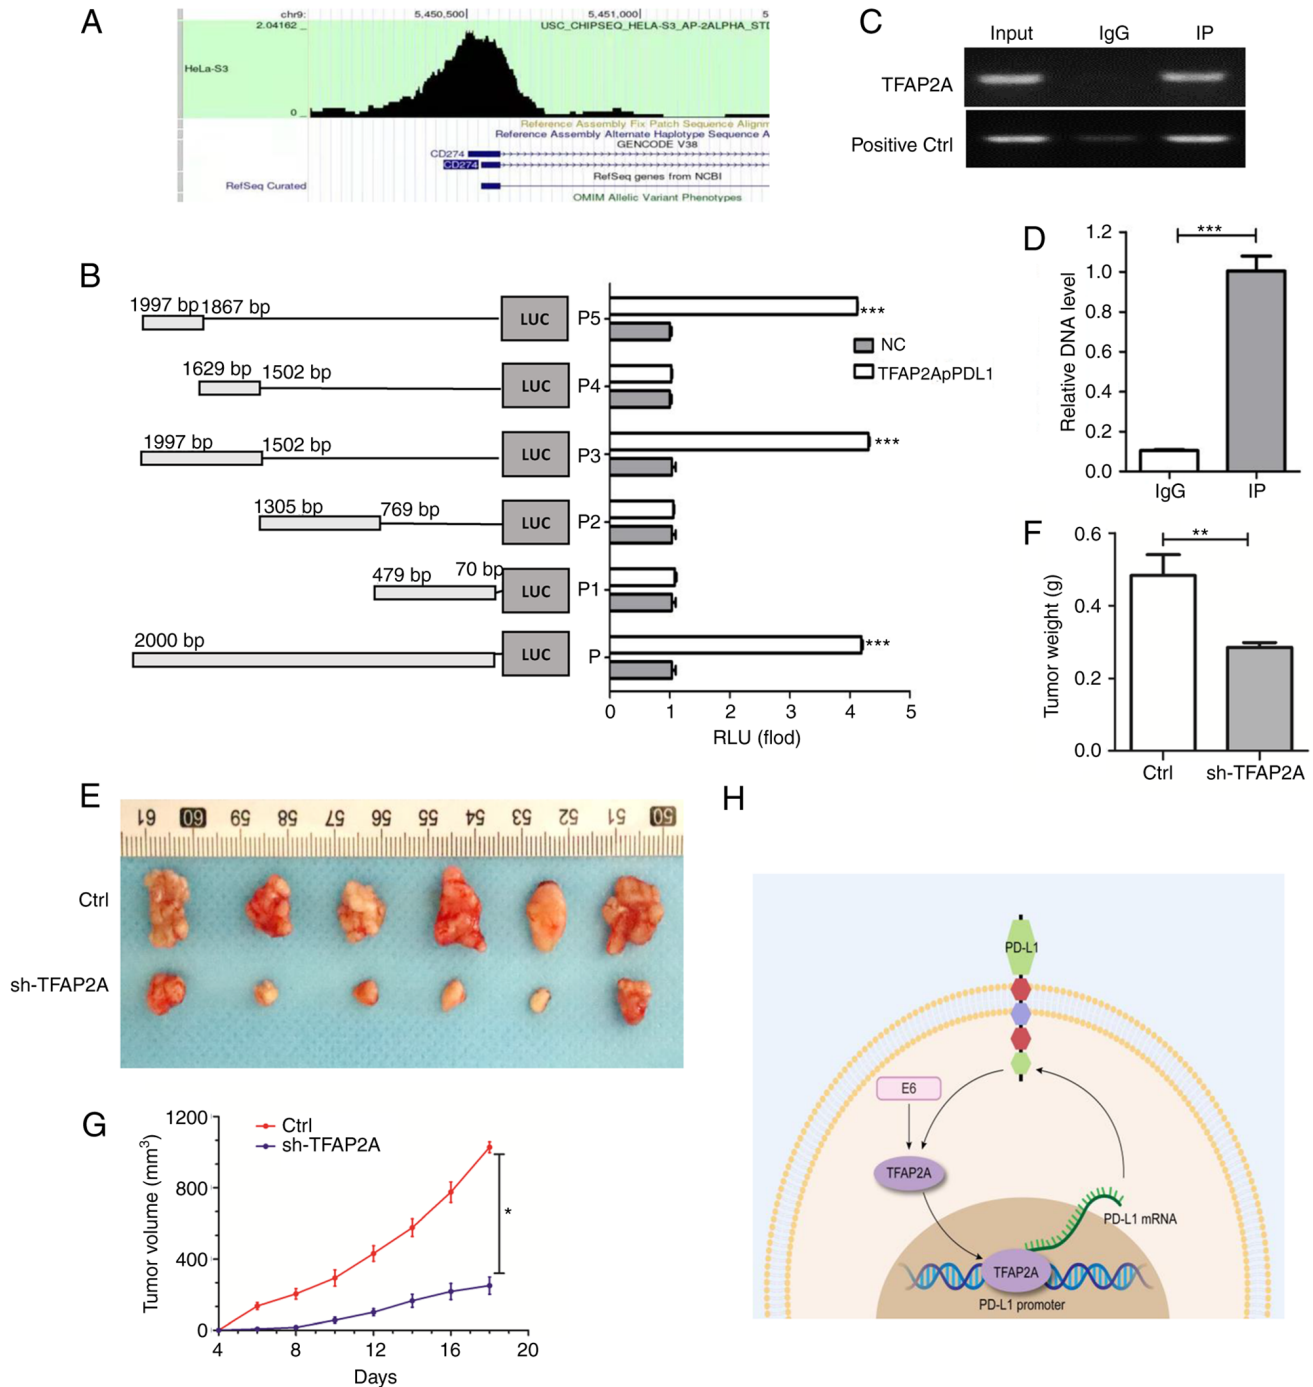 A
chr9:
5,450,500
5,451,000
5
2.04162
USC_CHIPSEQ_HELA-S3_AP-2ALPHA_STD
HeLa-S3
0
Reference Assembly Fix Patch Sequence Alignm
Reference Assembly Alternate Haplotype Sequence A
GENCODE V38
CD274
CD274
RefSeq genes from NCBI
RefSeq Curated
OMIM Allelic Variant Phenotypes
C
Input IgG IP
TFAP2A
Positive Ctrl
B
1997 bp 1867 bp
LUC
P5
***
1629 bp 1502 bp
LUC
P4
1997 bp 1502 bp
LUC
P3
***
1305 bp 769 bp
LUC
P2
479 bp 70 bp
LUC
P1
2000 bp
LUC
P
***
NC
TFAP2ApPDL1
0 1 2 3 4 5
RLU (flod)
D
Relative DNA level
1.2
1.0
0.8
0.6
0.4
0.2
0.0
***
IgG IP
F
Tumor weight (g)
0.6
0.4
0.2
0.0
**
Ctrl sh-TFAP2A
E
61 60 59 58 57 56 55 54 53 52 51 50
Ctrl
sh-TFAP2A
G
Tumor volume (mm³)
1200
800
400
0
Ctrl
sh-TFAP2A
*
4 8 12 16 20
Days
H
PD-L1
E6
TFAP2A
PD-L1 mRNA
TFAP2A
PD-L1 promoter